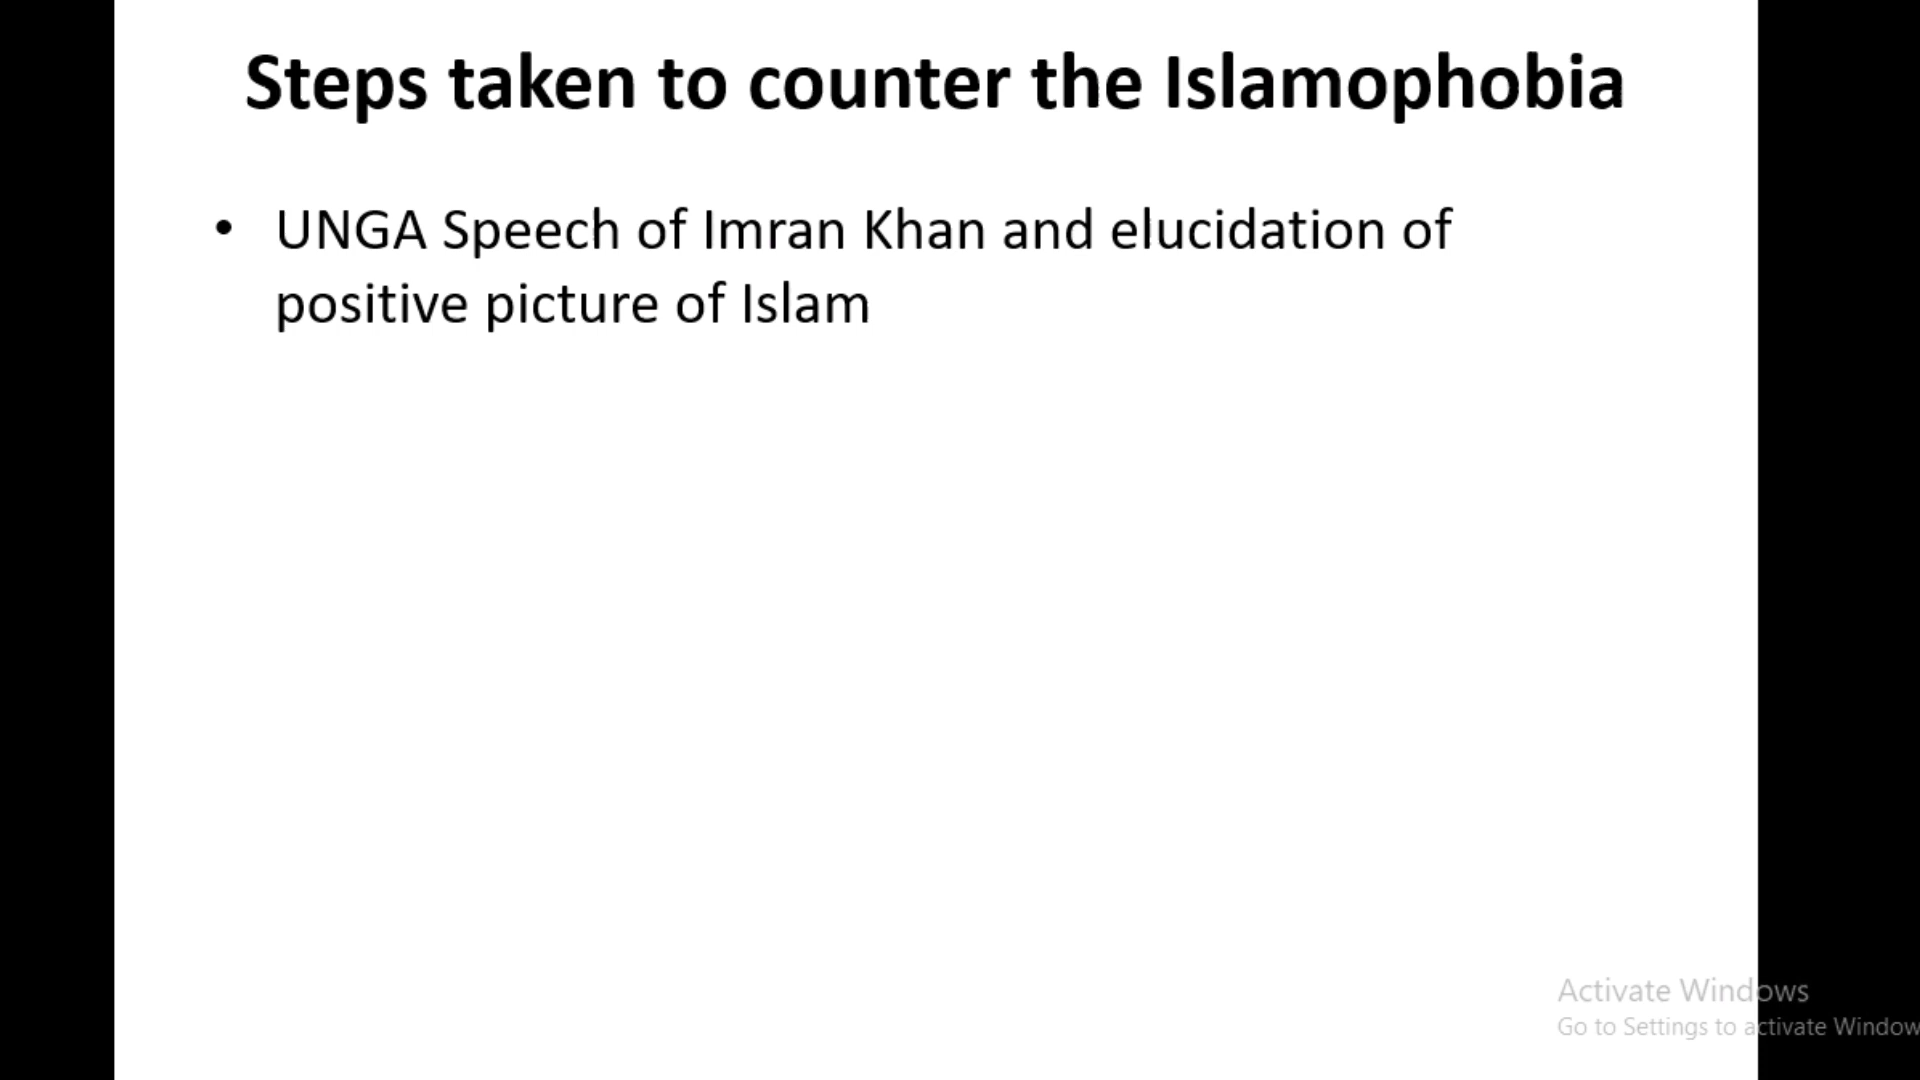 Steps taken to counter the Islamophobia
• UNGA Speech of Imran Khan and elucidation of
positive picture of Islam
Activate Windows
Go to Settings to activate Window